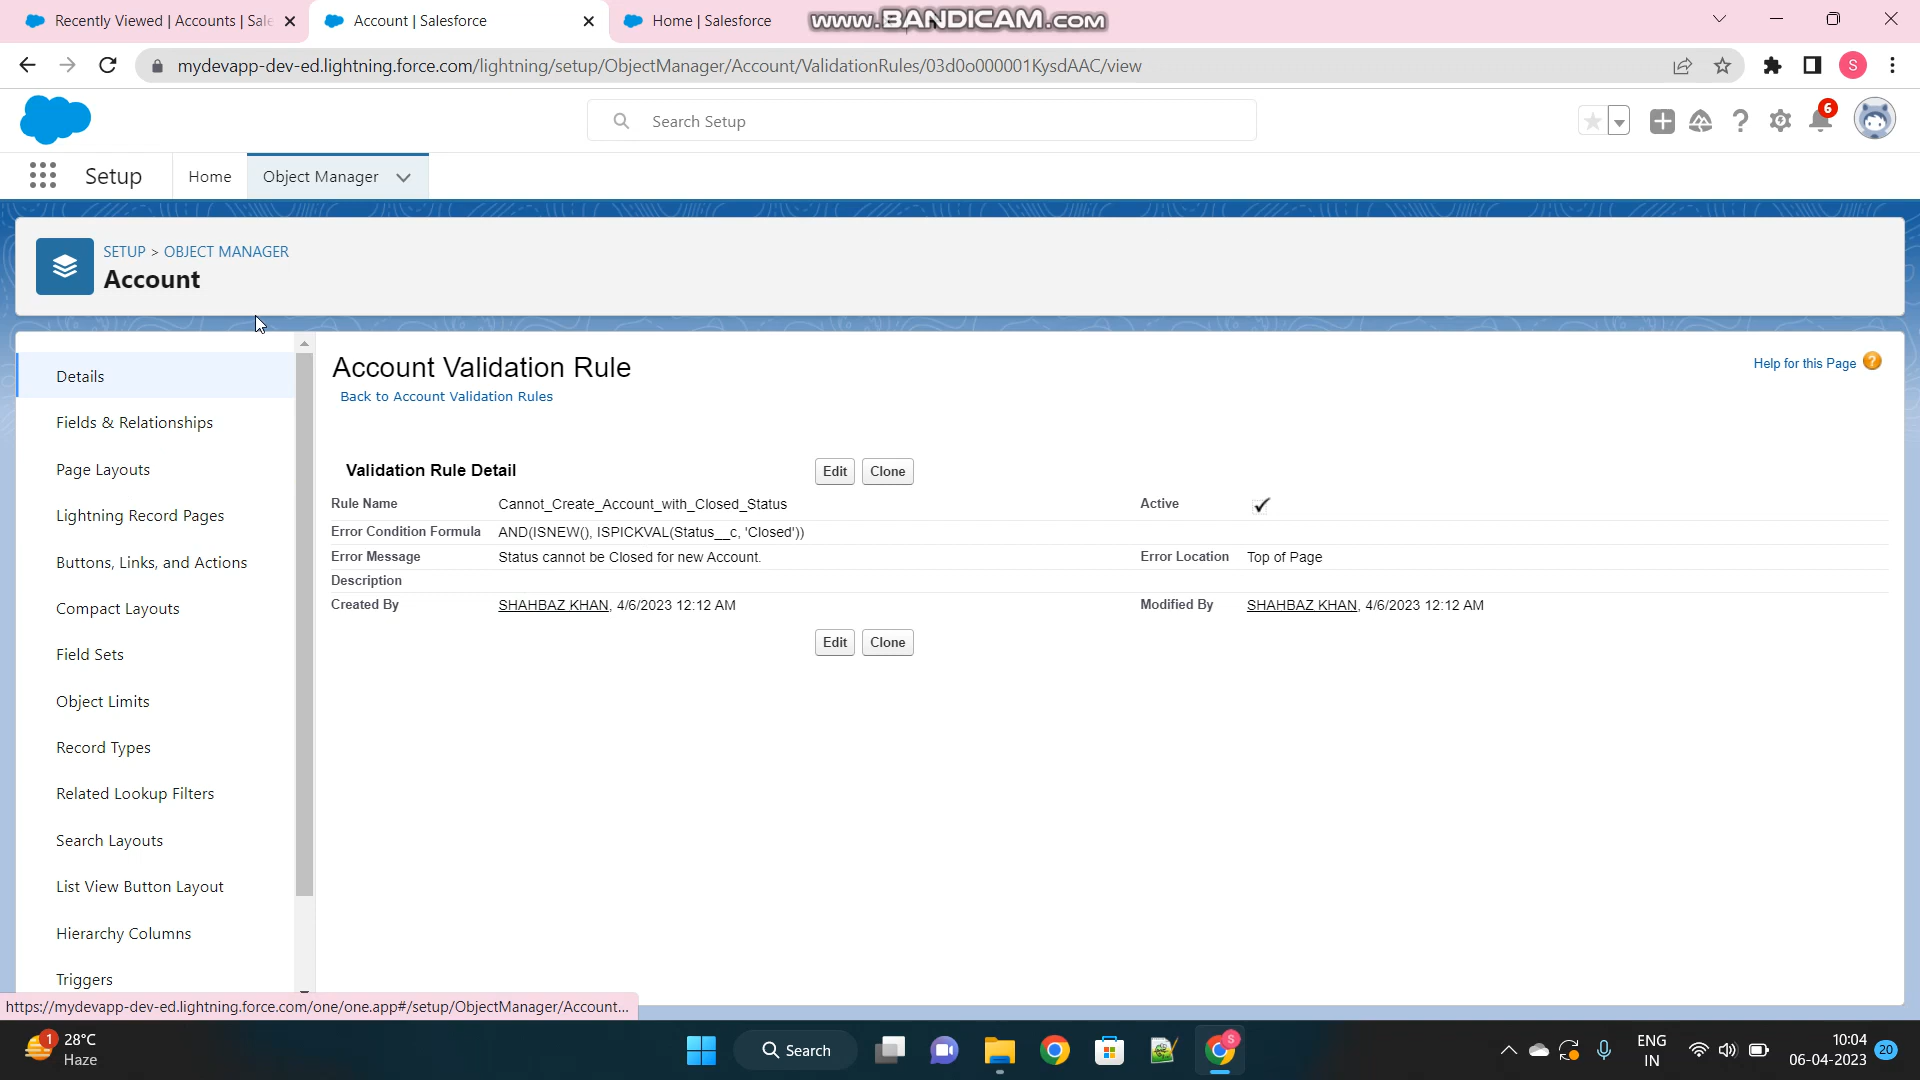 Recently Viewed | Accounts | Sale
Account | Salesforce
Home | Salesforce
www.BANDICAM.com
mydevapp-dev-ed.lightning.force.com/lightning/setup/ObjectManager/Account/ValidationRules/03d0o000001KysdAAC/view
S
Search Setup
6
Setup
Home
Object Manager
SETUP > OBJECT MANAGER
Account
Details
Fields & Relationships
Page Layouts
Lightning Record Pages
Buttons, Links, and Actions
Compact Layouts
Field Sets
Object Limits
Record Types
Related Lookup Filters
Search Layouts
List View Button Layout
Hierarchy Columns
Triggers
Account Validation Rule
Help for this Page ?
Back to Account Validation Rules
Validation Rule Detail
Edit Clone
Rule Name Cannot_Create_Account_with_Closed_Status Active
Error Condition Formula AND(ISNEW(), ISPICKVAL(Status__c, 'Closed'))
Error Message Status cannot be Closed for new Account. Error Location Top of Page
Description
Created By SHAHBAZ KHAN, 4/6/2023 12:12 AM Modified By SHAHBAZ KHAN, 4/6/2023 12:12 AM
Edit Clone
https://mydevapp-dev-ed.lightning.force.com/one/one.app#/setup/ObjectManager/Account...
1
28°C
Haze
Search
S
ENG
IN
10:04
06-04-2023
20